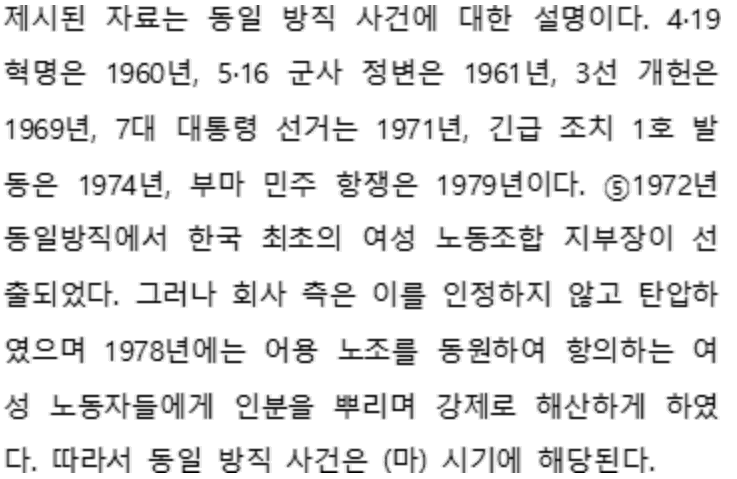 제시된 자료는 동일 방직 사건에 대한 설명이다. 4·19
혁명은 1960년, 5·16 군사 정변은 1961년, 3선 개헌은
1969년, 7대 대통령 선거는 1971년, 긴급 조치 1호 발
동은 1974년, 부마 민주 항쟁은 1979년이다. ⑤1972년
동일방직에서 한국 최초의 여성 노동조합 지부장이 선
출되었다. 그러나 회사 측은 이를 인정하지 않고 탄압하
였으며 1978년에는 어용 노조를 동원하여 항의하는 여
성 노동자들에게 인분을 뿌리며 강제로 해산하게 하였
다. 따라서 동일 방직 사건은 (마) 시기에 해당된다.